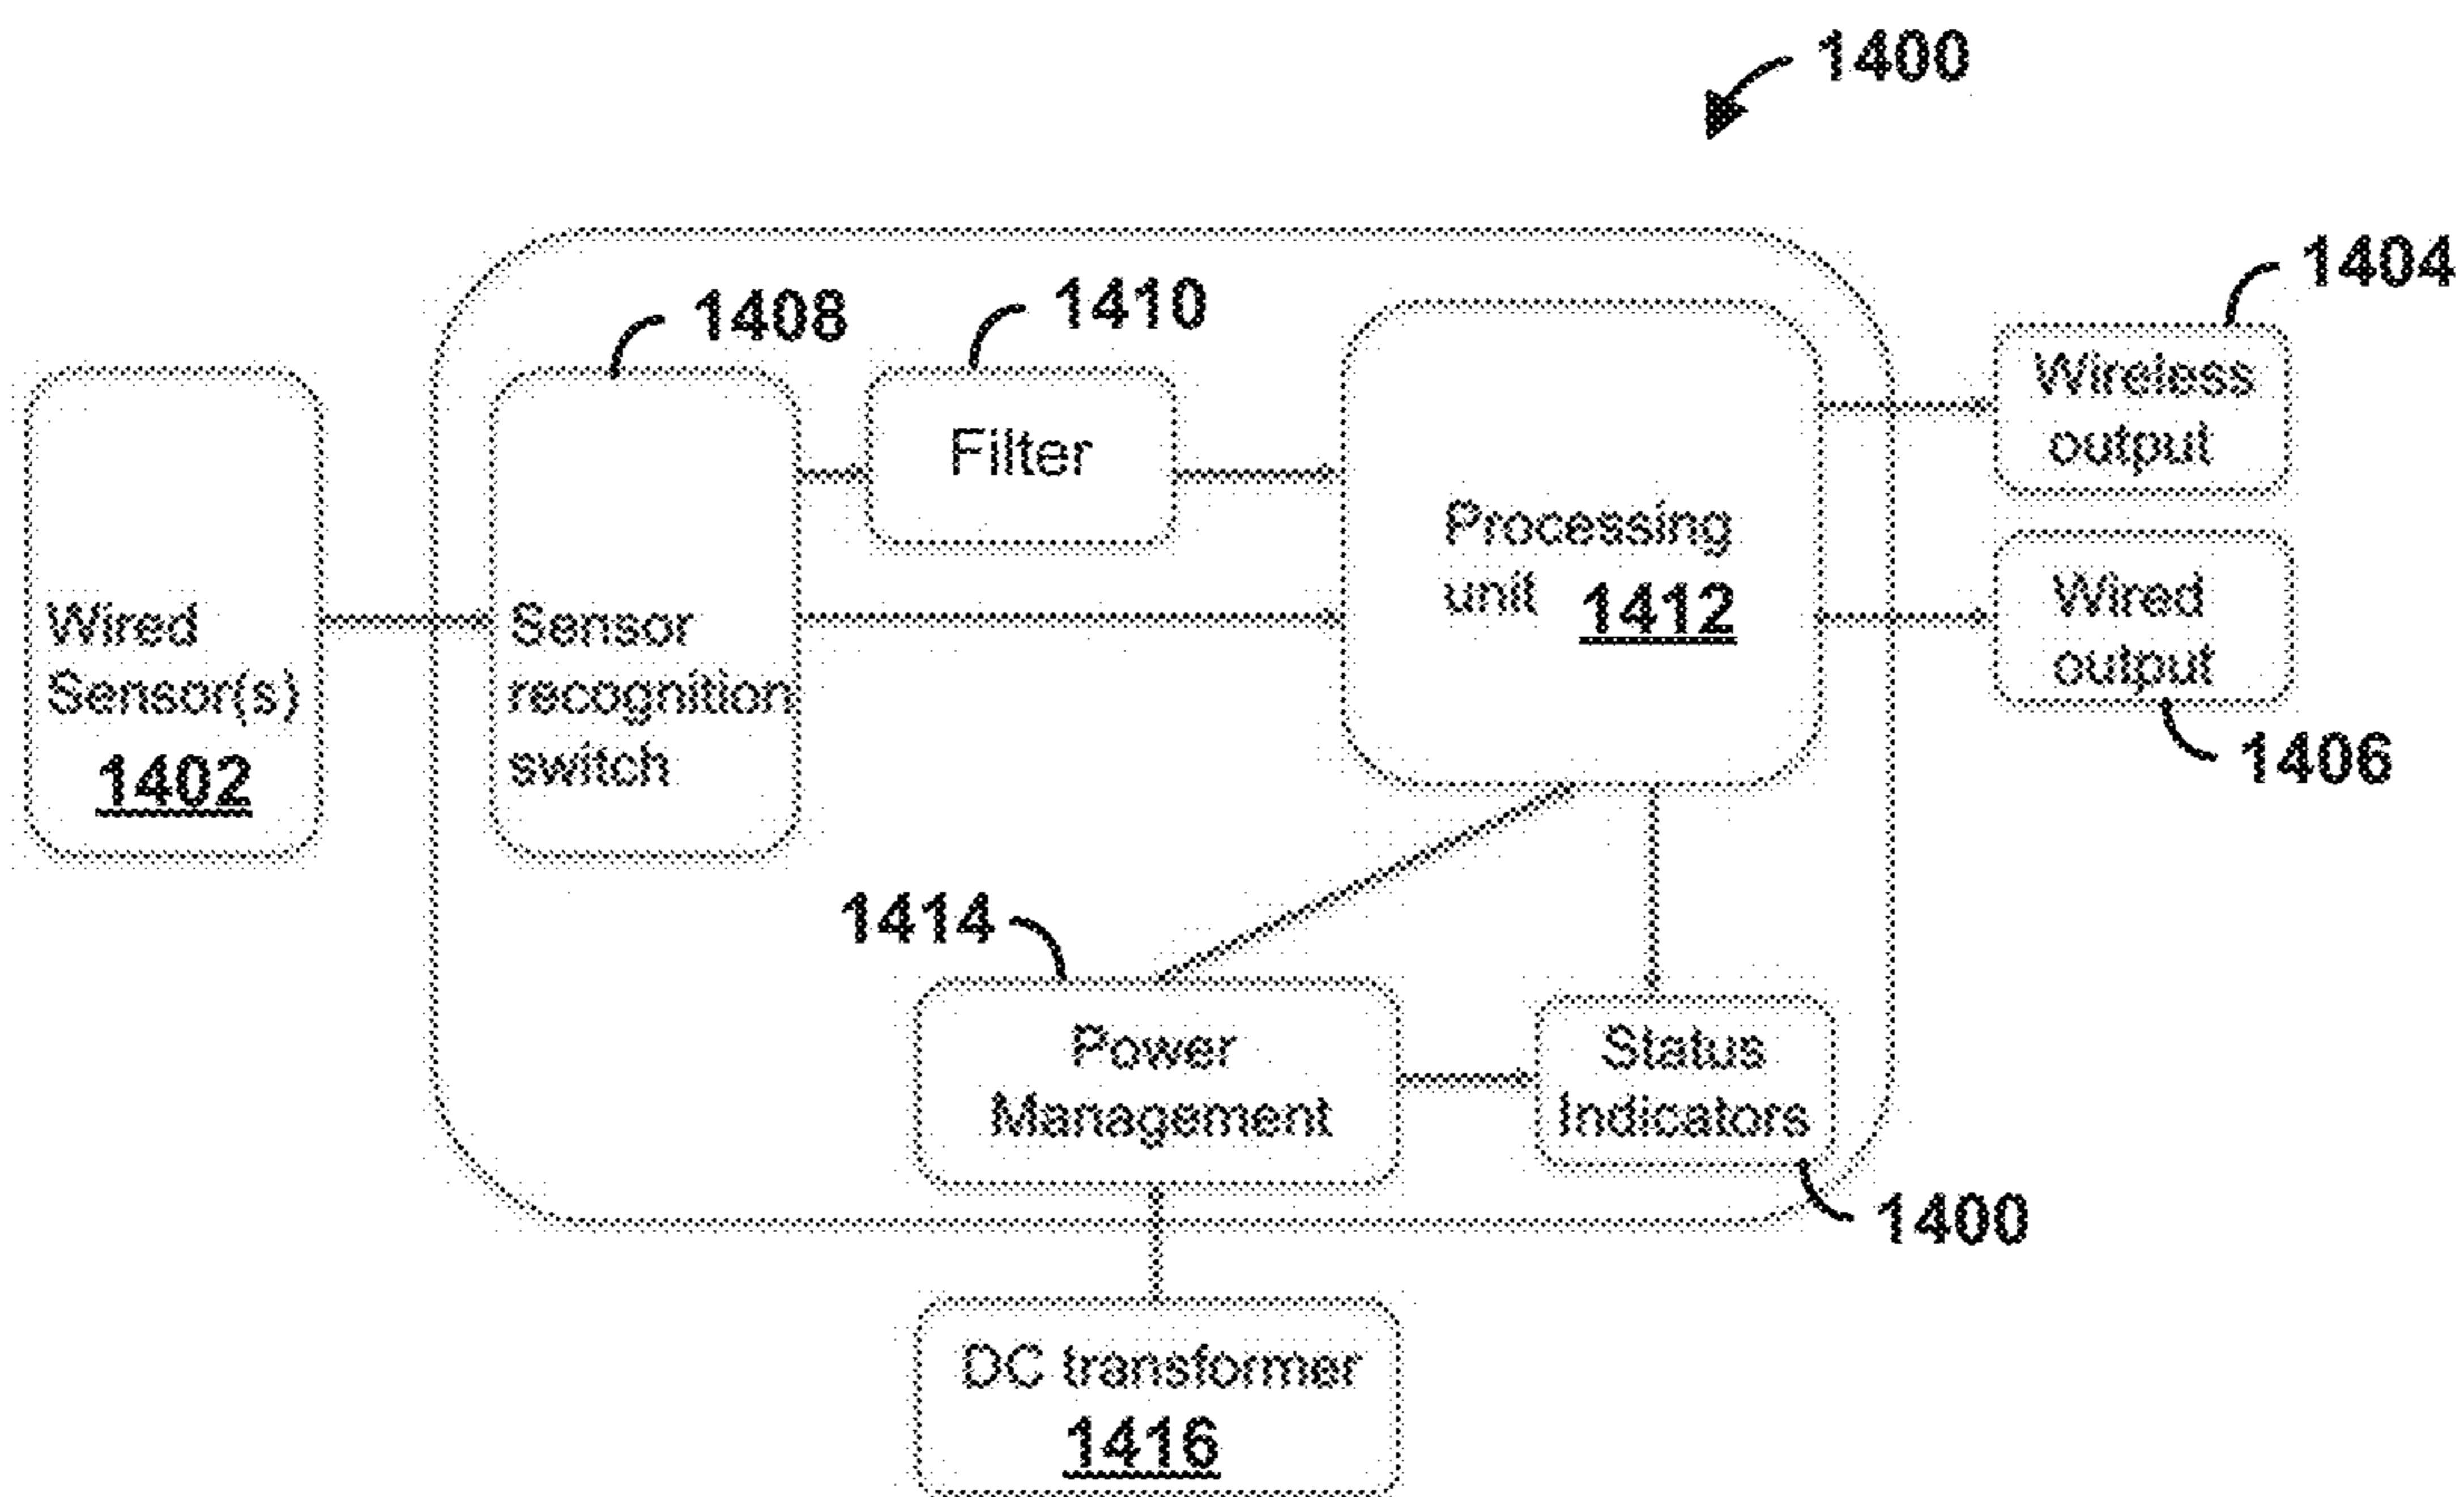 1400
1404
1408
1410
Wireless
output
Filter
Processing
unit 1412
Wired
output
1406
Wired
Sensor(s)
1402
Sensor
recognition
switch
1414
Power
Management
Status
Indicators
1400
DC transformer
1416